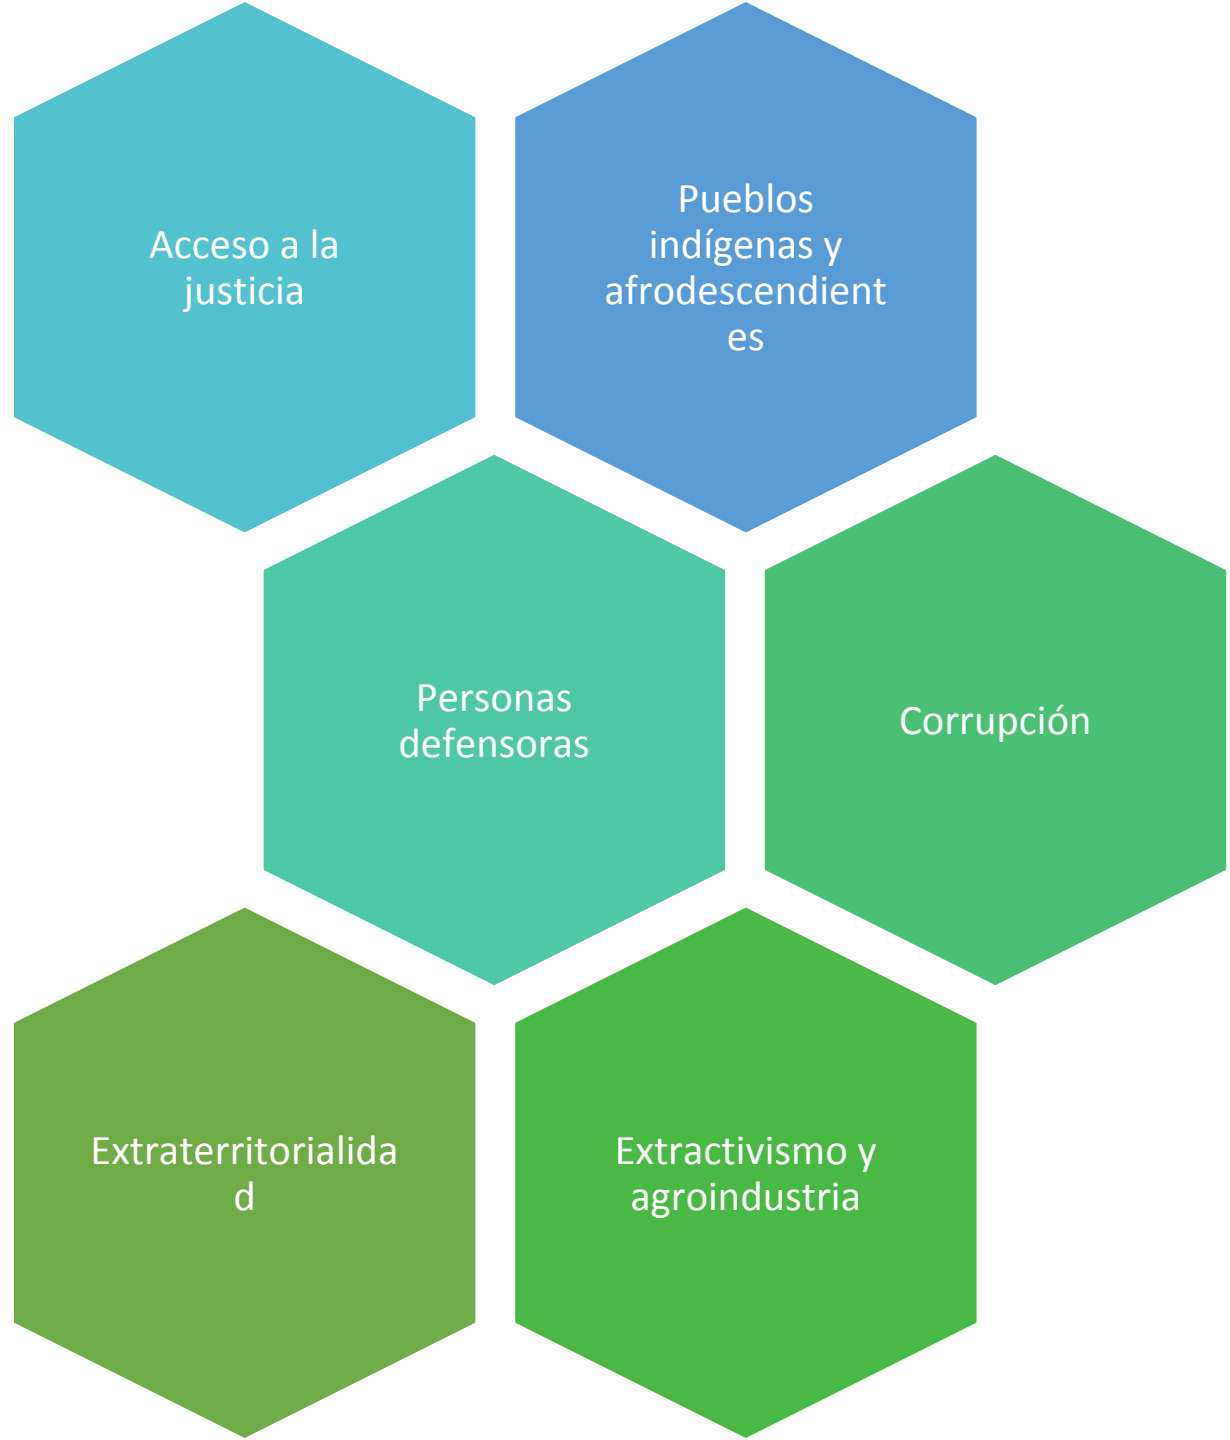 Acceso a la
justicia
Pueblos
indígenas y
afrodescendient
es
Personas
defensoras
Corrupción
Extraterritorialida
d
Extractivismo y
agroindustria